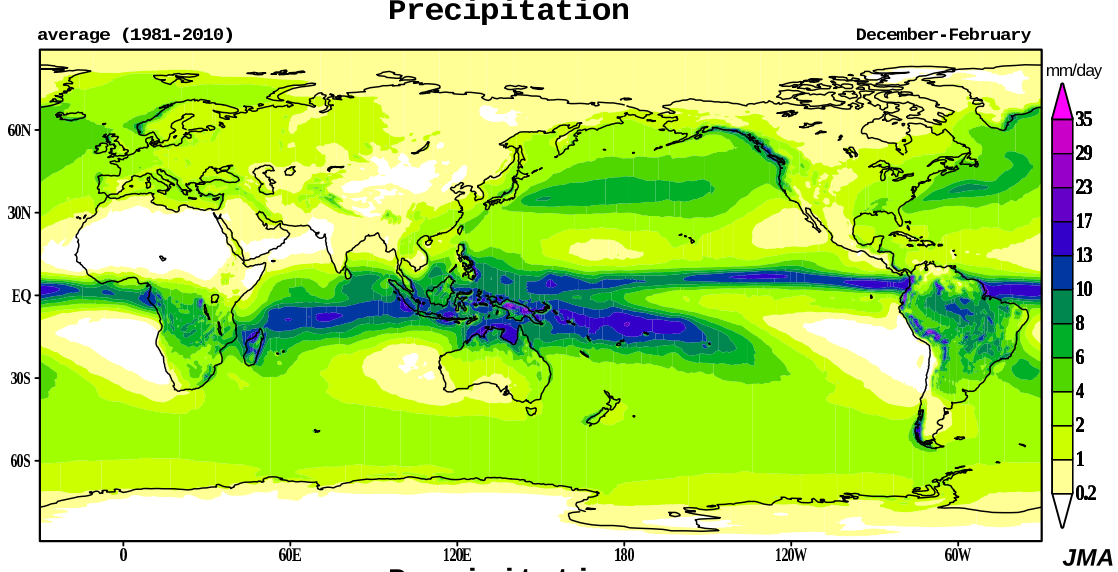 Precipitation
average (1981-2010) December-February
mm/day
35
29
23
17
13
10
8
6
4
2
1
0.2
60N
30N
EQ
30S
60S
0 60E 120E 180 120W 60W
JMA